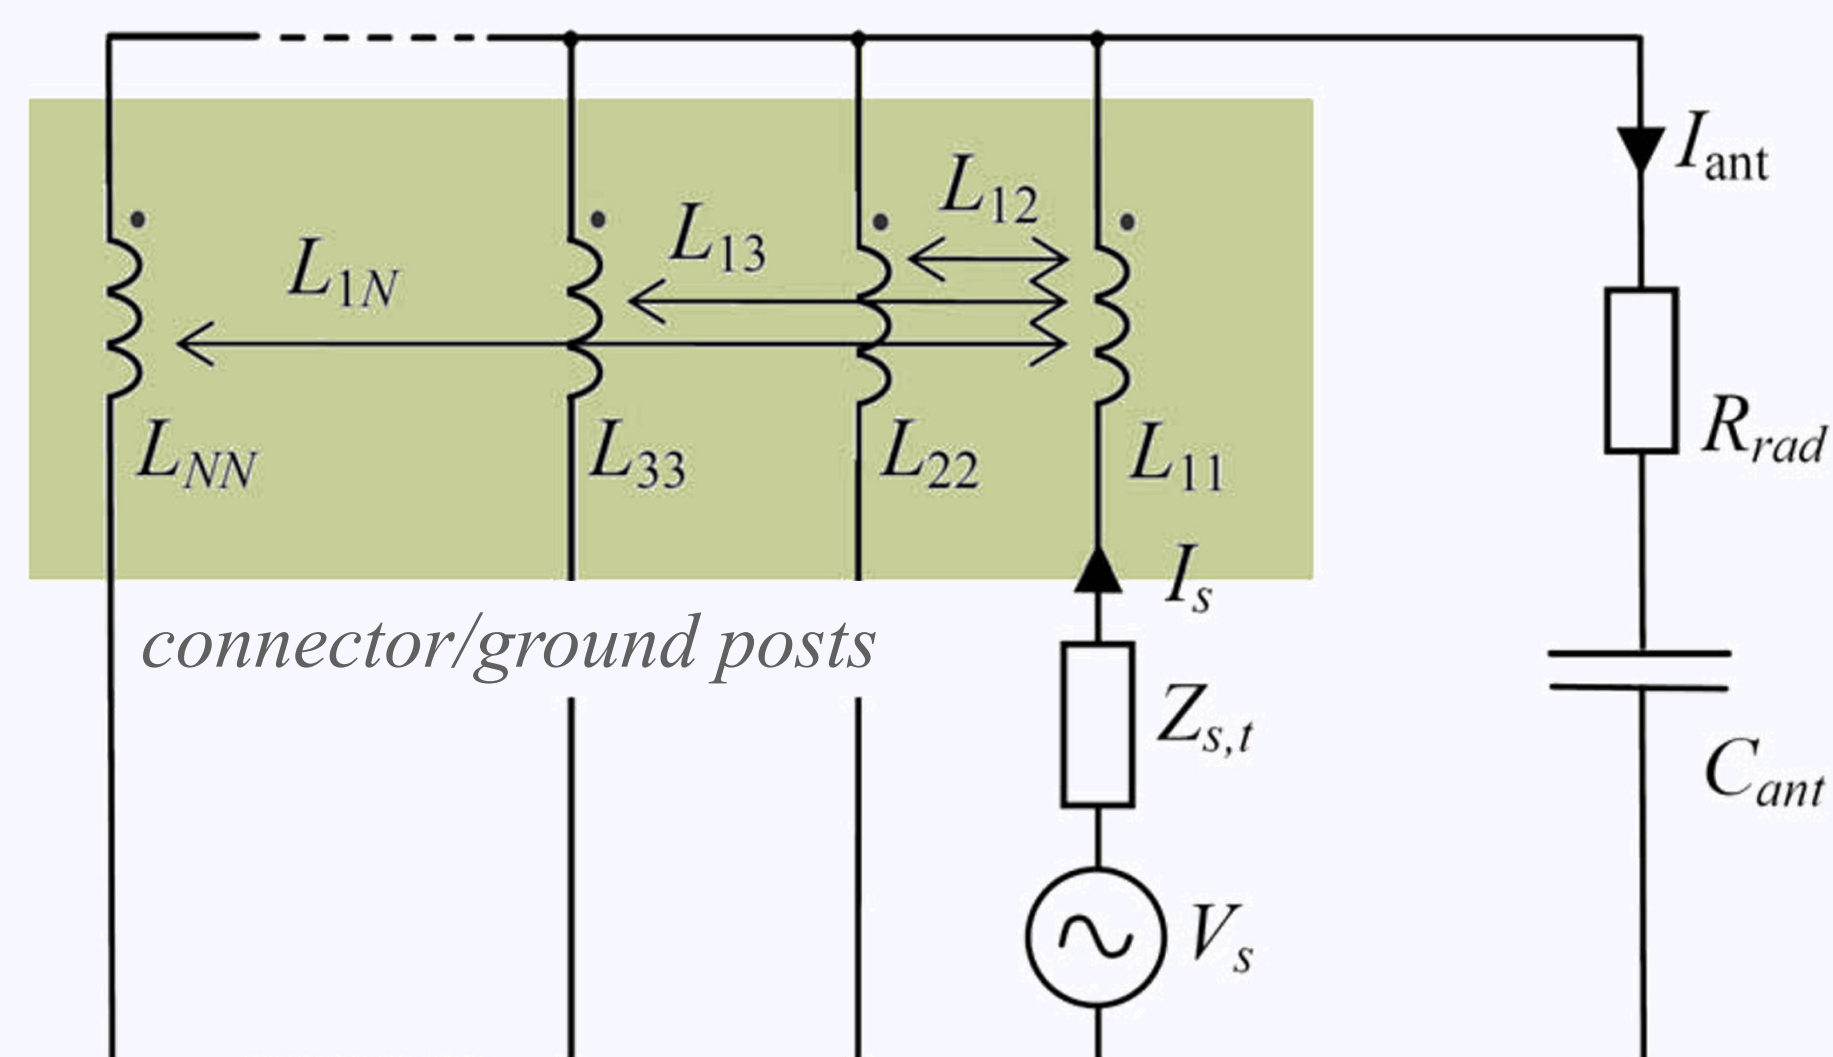 I_ant
L_12
L_13
L_1N
L_NN
L_33
L_22
L_11
R_rad
I_s
connector/ground posts
Z_s,t
C_ant
V_s